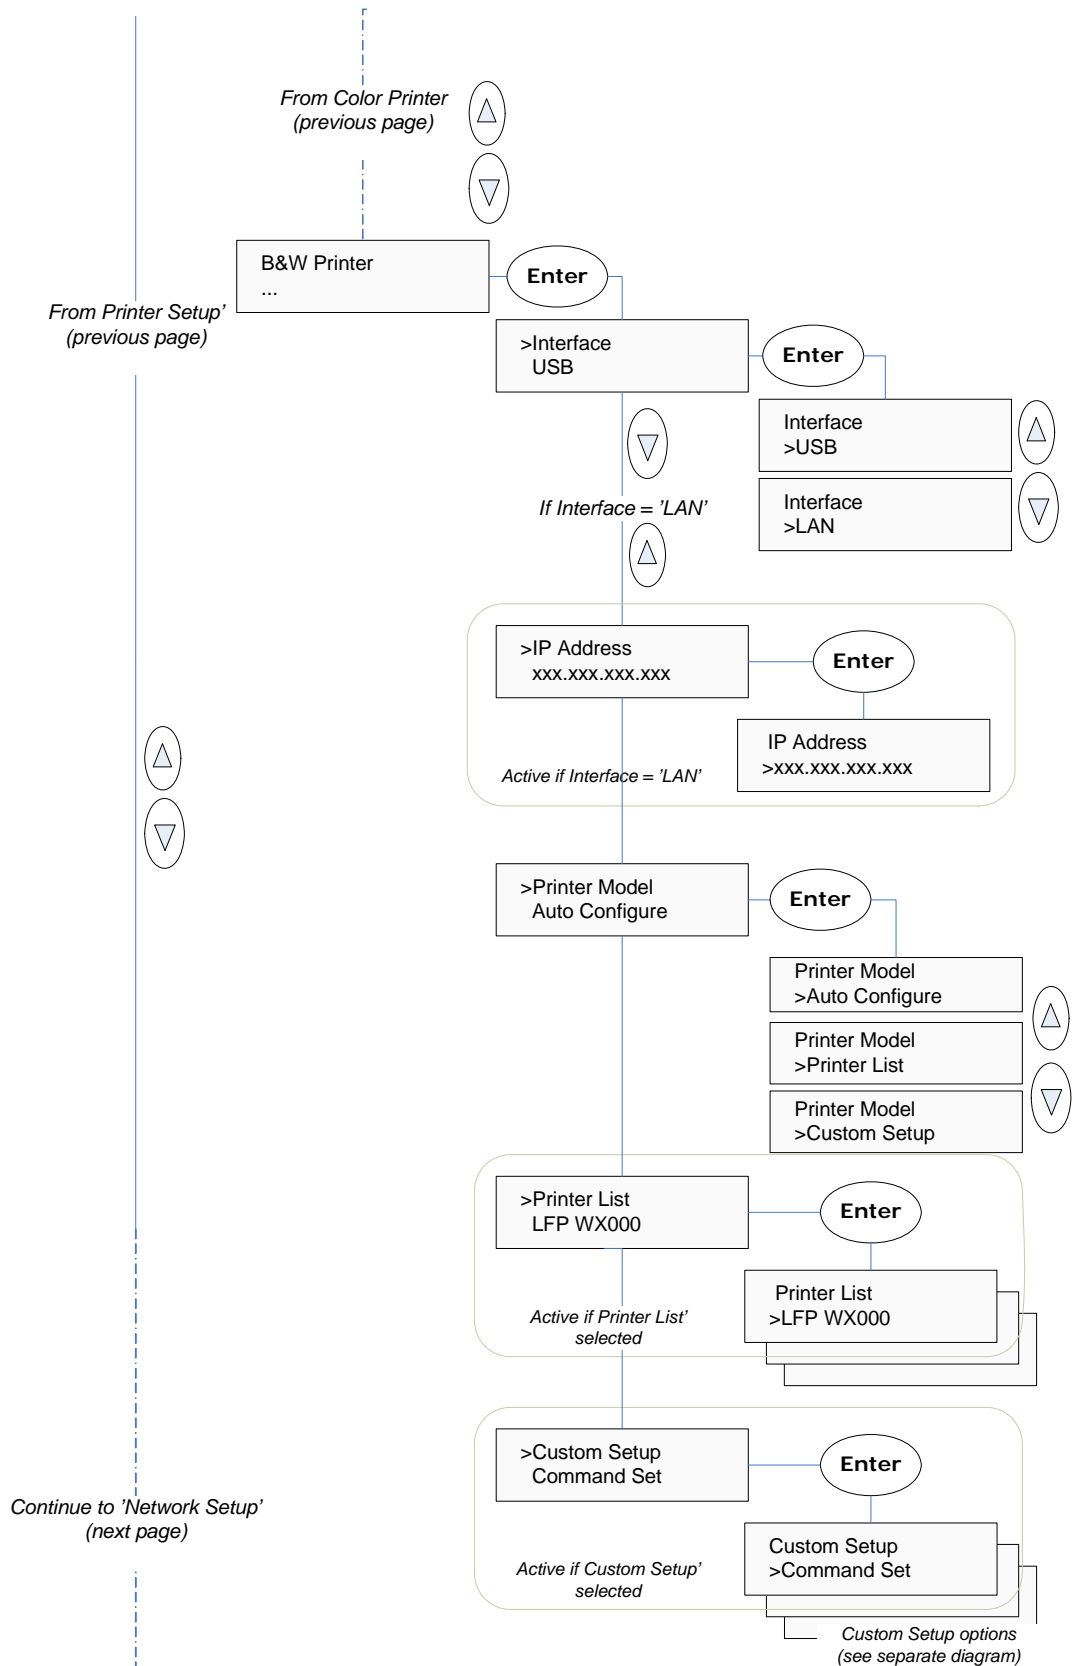 From Color Printer
(previous page)
B&W Printer
...
Enter
From Printer Setup'
(previous page)
>Interface
USB
Enter
Interface
>USB
Interface
>LAN
If Interface = 'LAN'
>IP Address
xxx.xxx.xxx.xxx
Enter
IP Address
>xxx.xxx.xxx.xxx
Active if Interface = 'LAN'
>Printer Model
Auto Configure
Enter
Printer Model
>Auto Configure
Printer Model
>Printer List
Printer Model
>Custom Setup
>Printer List
LFP WX000
Enter
Printer List
>LFP WX000
Active if Printer List'
selected
>Custom Setup
Command Set
Enter
Continue to 'Network Setup'
(next page)
Custom Setup
>Command Set
Active if Custom Setup'
selected
Custom Setup options
(see separate diagram)